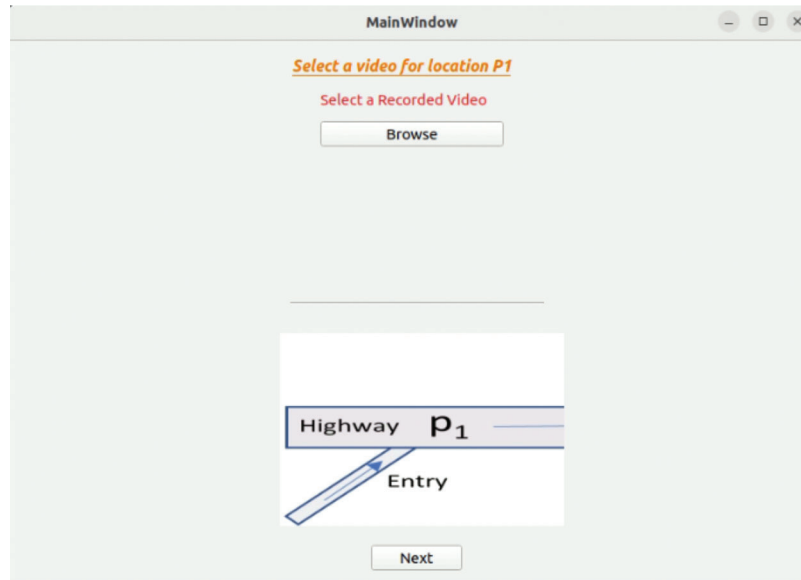 MainWindow
Select a video for location P1
Select a Recorded Video
Browse
Highway p₁
Entry
Next